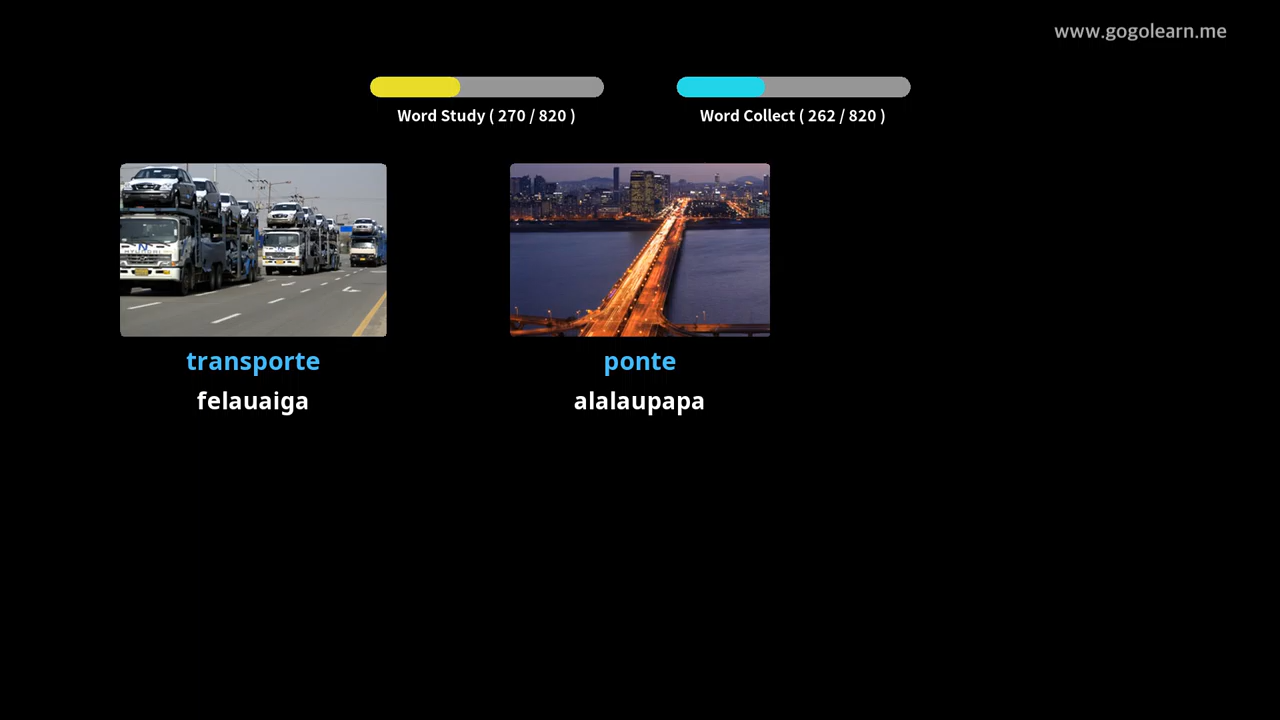 www.gogolearn.me
Word Study ( 270 / 820 )
Word Collect ( 262 / 820 )
transporte
felauaiga
ponte
alalaupapa